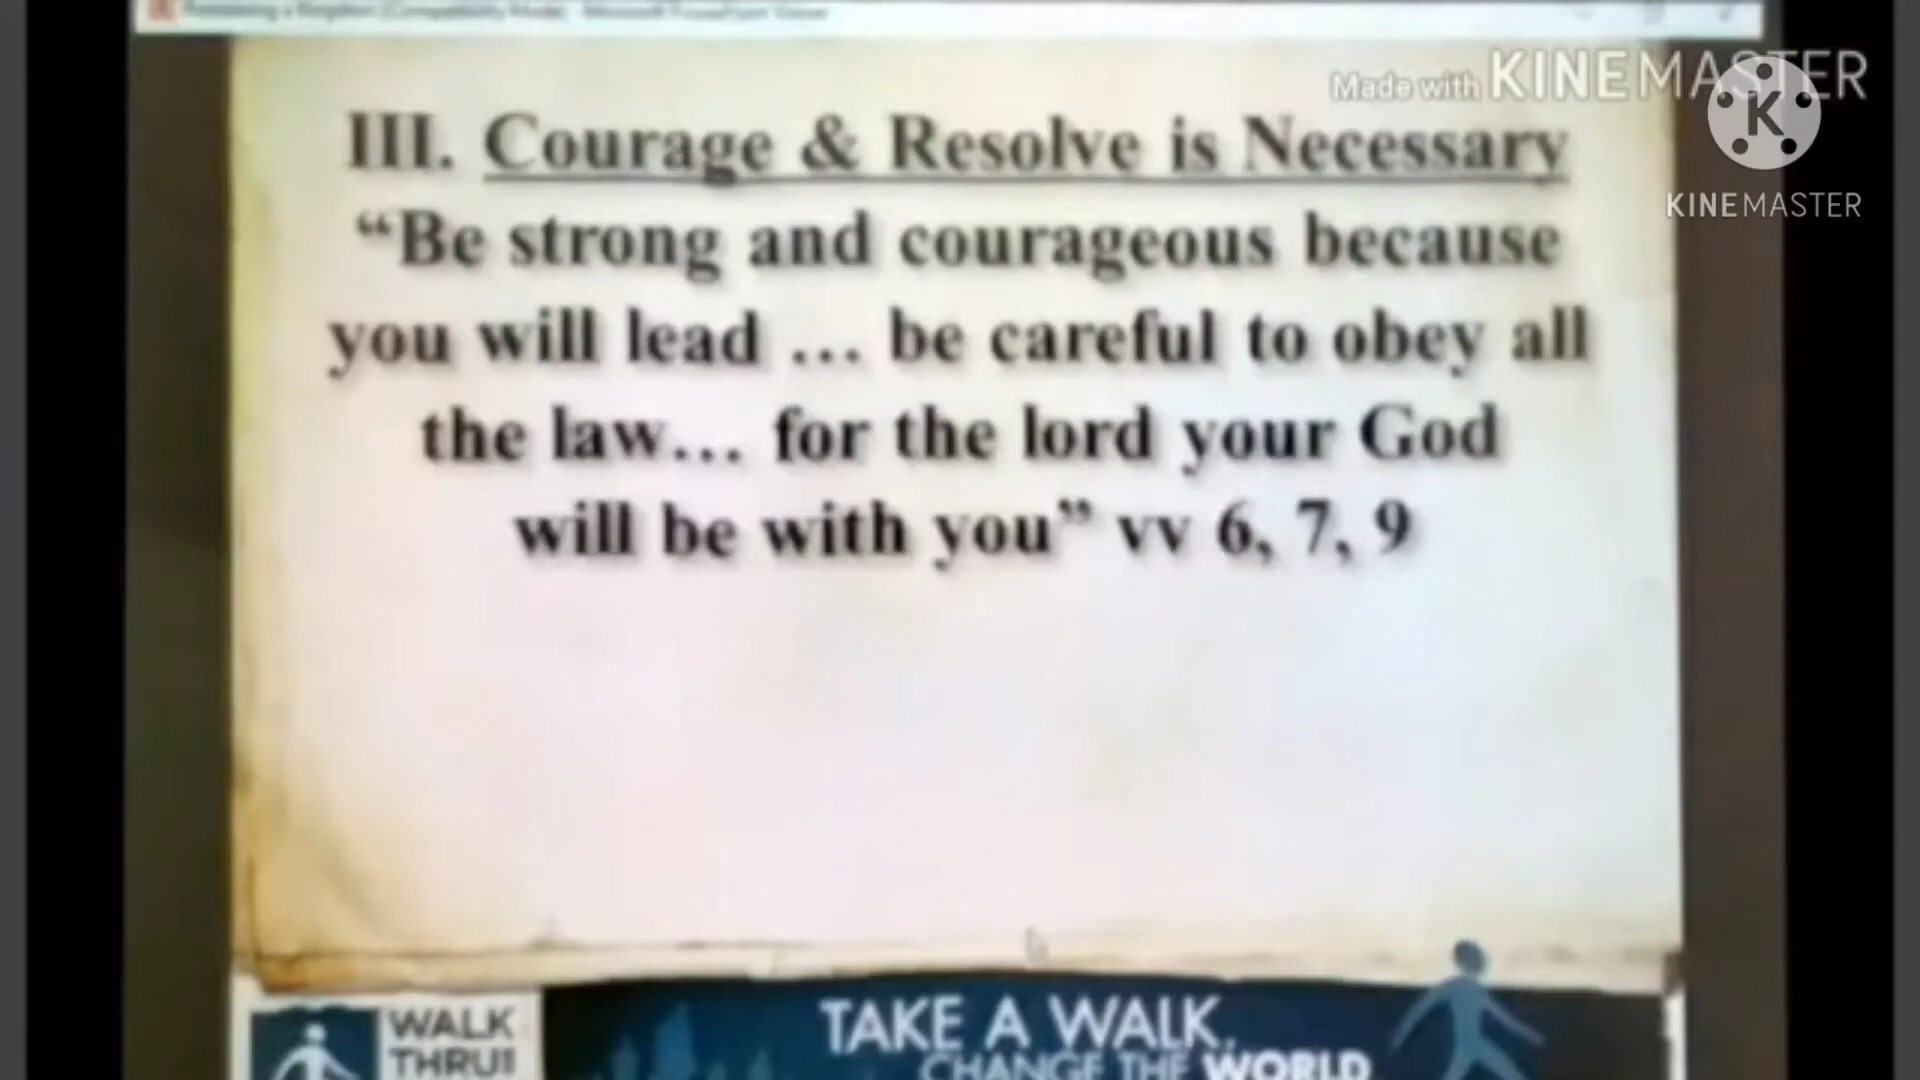 Made with KINEMASTER
KINEMASTER
III. Courage & Resolve is Necessary
“Be strong and courageous because
you will lead … be careful to obey all
the law… for the lord your God
will be with you” vv 6, 7, 9
WALK
THRU
TAKE A WALK.
CHANGE THE WORLD